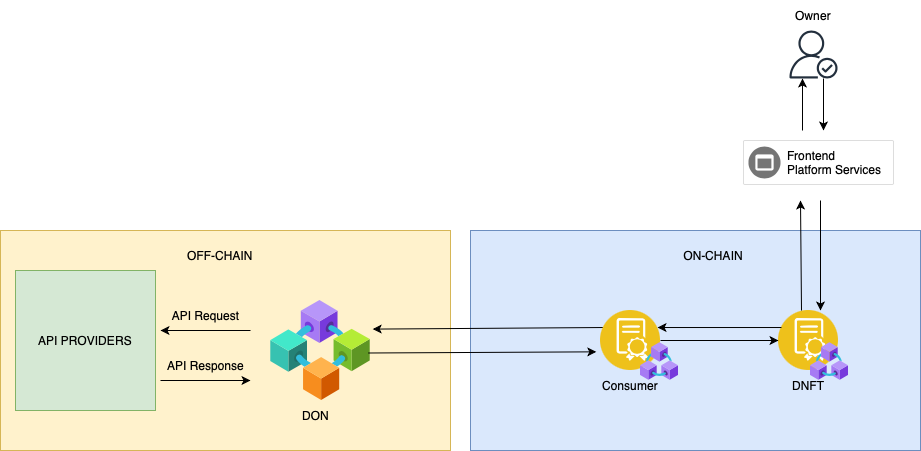 Owner
Frontend
Platform Services
OFF-CHAIN
ON-CHAIN
API Request
API PROVIDERS
API Response
Consumer
DNFT
DON